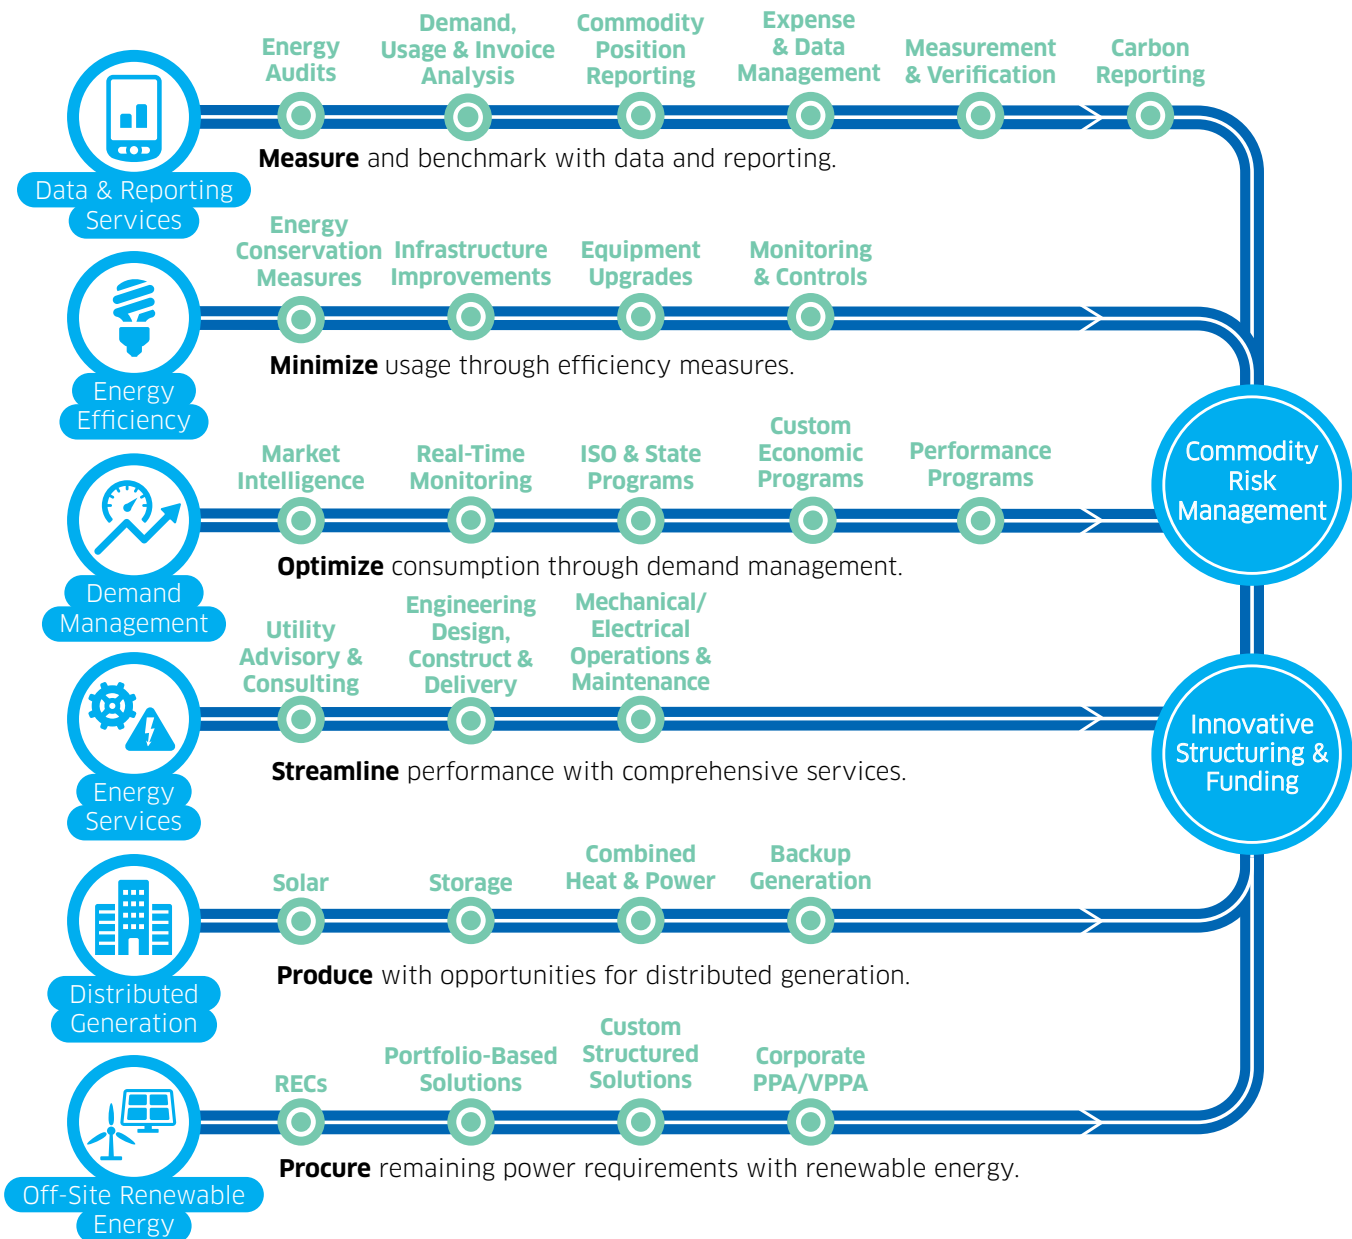 Energy
Audits
Demand,
Usage & Invoice
Analysis
Commodity
Position
Reporting
Expense
& Data
Management
Measurement
& Verification
Carbon
Reporting
Measure and benchmark with data and reporting.
Data & Reporting
Services
Energy
Conservation
Measures
Infrastructure
Improvements
Equipment
Upgrades
Monitoring
& Controls
Minimize usage through efficiency measures.
Energy
Efficiency
Market
Intelligence
Real-Time
Monitoring
ISO & State
Programs
Custom
Economic
Programs
Performance
Programs
Commodity
Risk
Management
Optimize consumption through demand management.
Demand
Management
Utility
Advisory &
Consulting
Engineering
Design,
Construct &
Delivery
Mechanical/
Electrical
Operations &
Maintenance
Innovative
Structuring &
Funding
Streamline performance with comprehensive services.
Energy
Services
Solar
Storage
Combined
Heat & Power
Backup
Generation
Produce with opportunities for distributed generation.
Distributed
Generation
RECs
Portfolio-Based
Solutions
Custom
Structured
Solutions
Corporate
PPA/VPPA
Procure remaining power requirements with renewable energy.
Off-Site Renewable
Energy